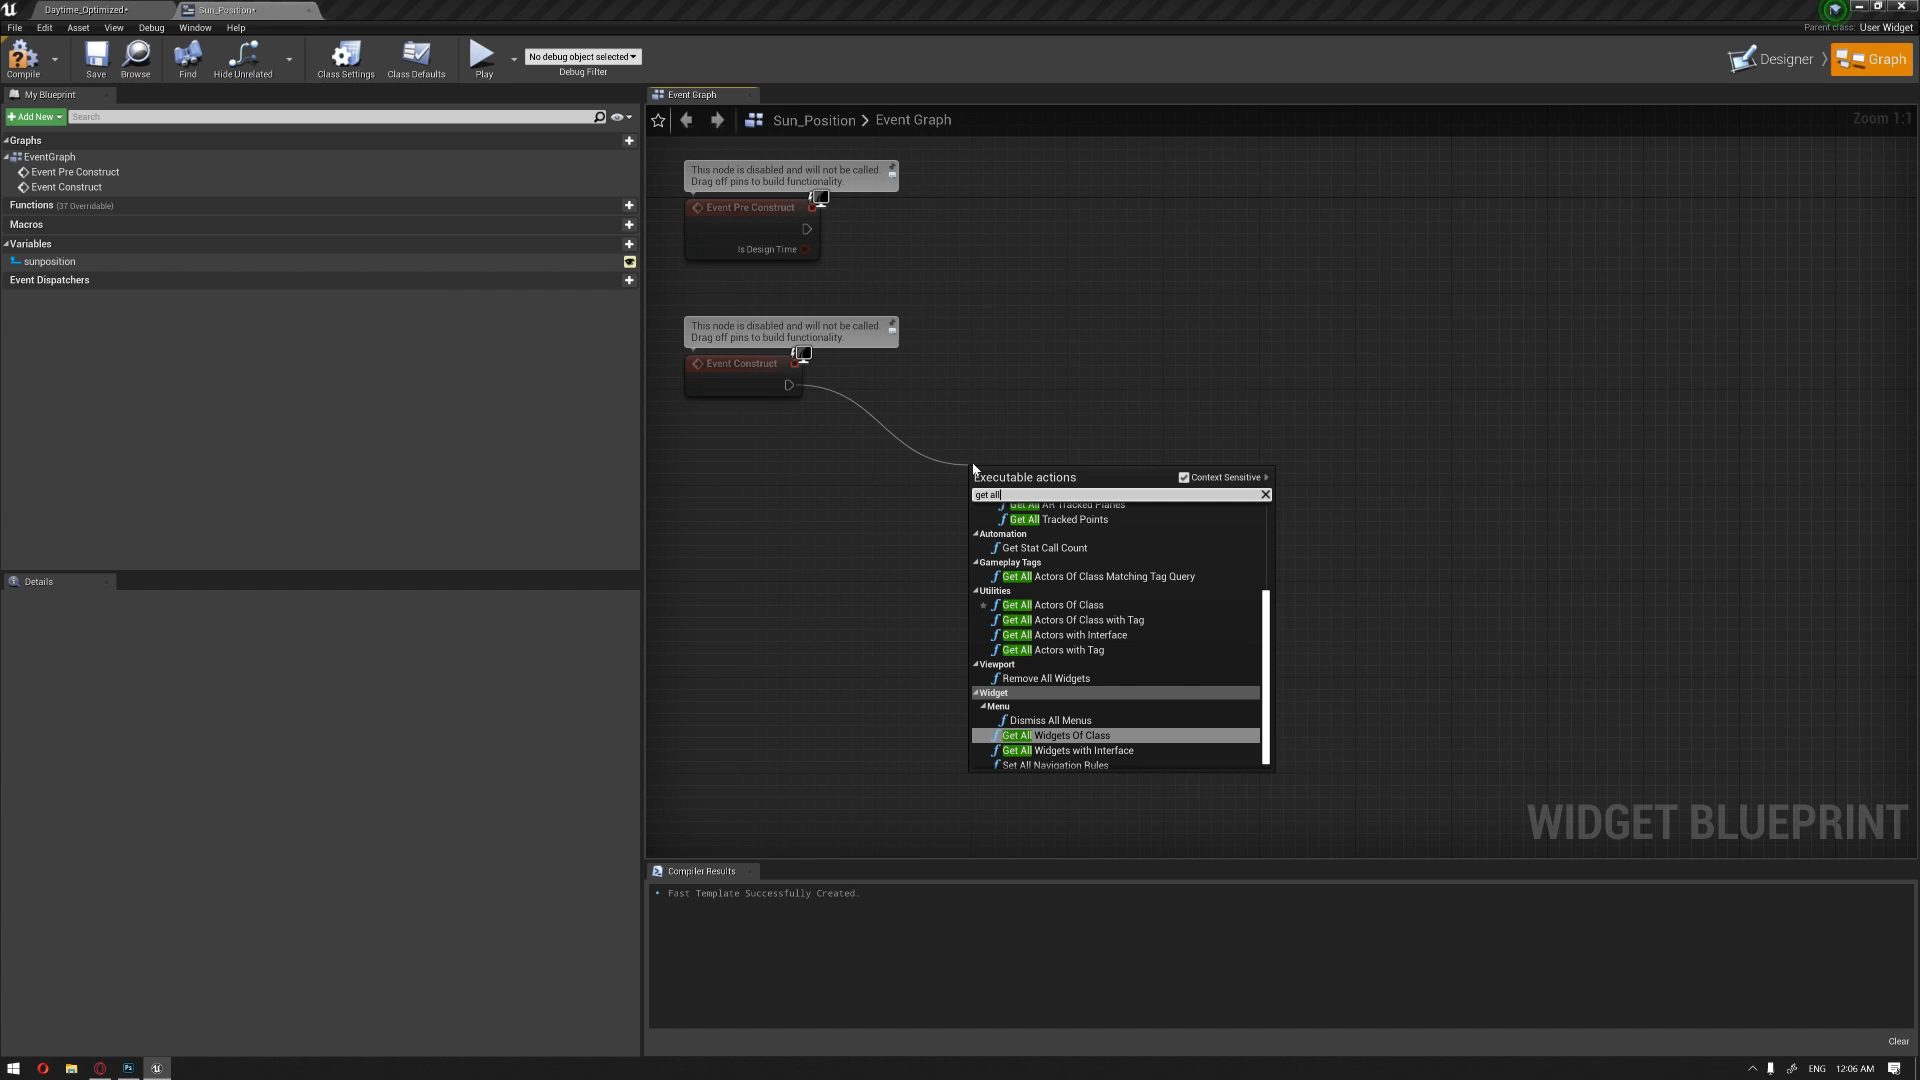 Daytime_Optimized•
Sun_Position•
File Edit Asset View Debug Window Help
Parent class: User Widget
Compile
Save
Browse
Find
Hide Unrelated
Class Settings
Class Defaults
Play
No debug object selected
Debug Filter
Designer
Graph
My Blueprint
Add New
Search
Graphs
EventGraph
Event Pre Construct
Event Construct
Functions (37 Overridable)
Macros
Variables
sunposition
Event Dispatchers
Details
Event Graph
Sun_Position > Event Graph
Zoom 1:1
This node is disabled and will not be called.
Drag off pins to build functionality.
Event Pre Construct
Is Design Time
This node is disabled and will not be called.
Drag off pins to build functionality.
Event Construct
Executable actions
Context Sensitive
get all
Get All AR Tracked Planes
Get All Tracked Points
Automation
Get Stat Call Count
Gameplay Tags
Get All Actors Of Class Matching Tag Query
Utilities
Get All Actors Of Class
Get All Actors Of Class with Tag
Get All Actors with Interface
Get All Actors with Tag
Viewport
Remove All Widgets
Widget
Menu
Dismiss All Menus
Get All Widgets Of Class
Get All Widgets with Interface
Set All Navigation Rules
WIDGET BLUEPRINT
Compiler Results
• Fast Template Successfully Created.
Clear
Ps
ENG
12:06 AM